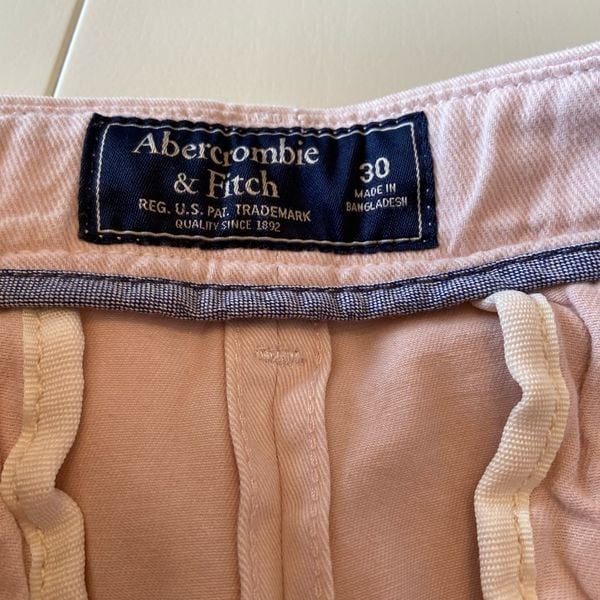 Abercrombie
& Fitch
REG. U.S. PAT. TRADEMARK
QUALITY SINCE 1892
30
MADE IN
BANGLADESH